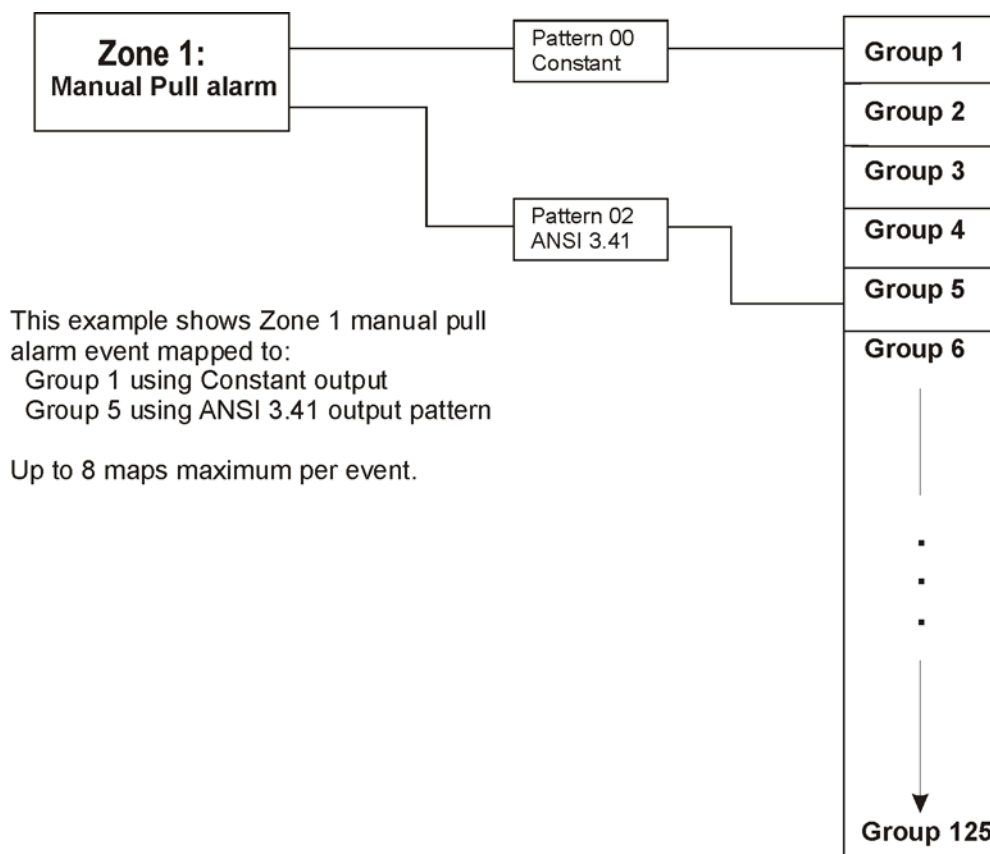 Zone 1:
Manual Pull alarm
Pattern 00
Constant
Pattern 02
ANSI 3.41
This example shows Zone 1 manual pull
alarm event mapped to:
Group 1 using Constant output
Group 5 using ANSI 3.41 output pattern
Up to 8 maps maximum per event.
Group 1
Group 2
Group 3
Group 4
Group 5
Group 6
Group 125